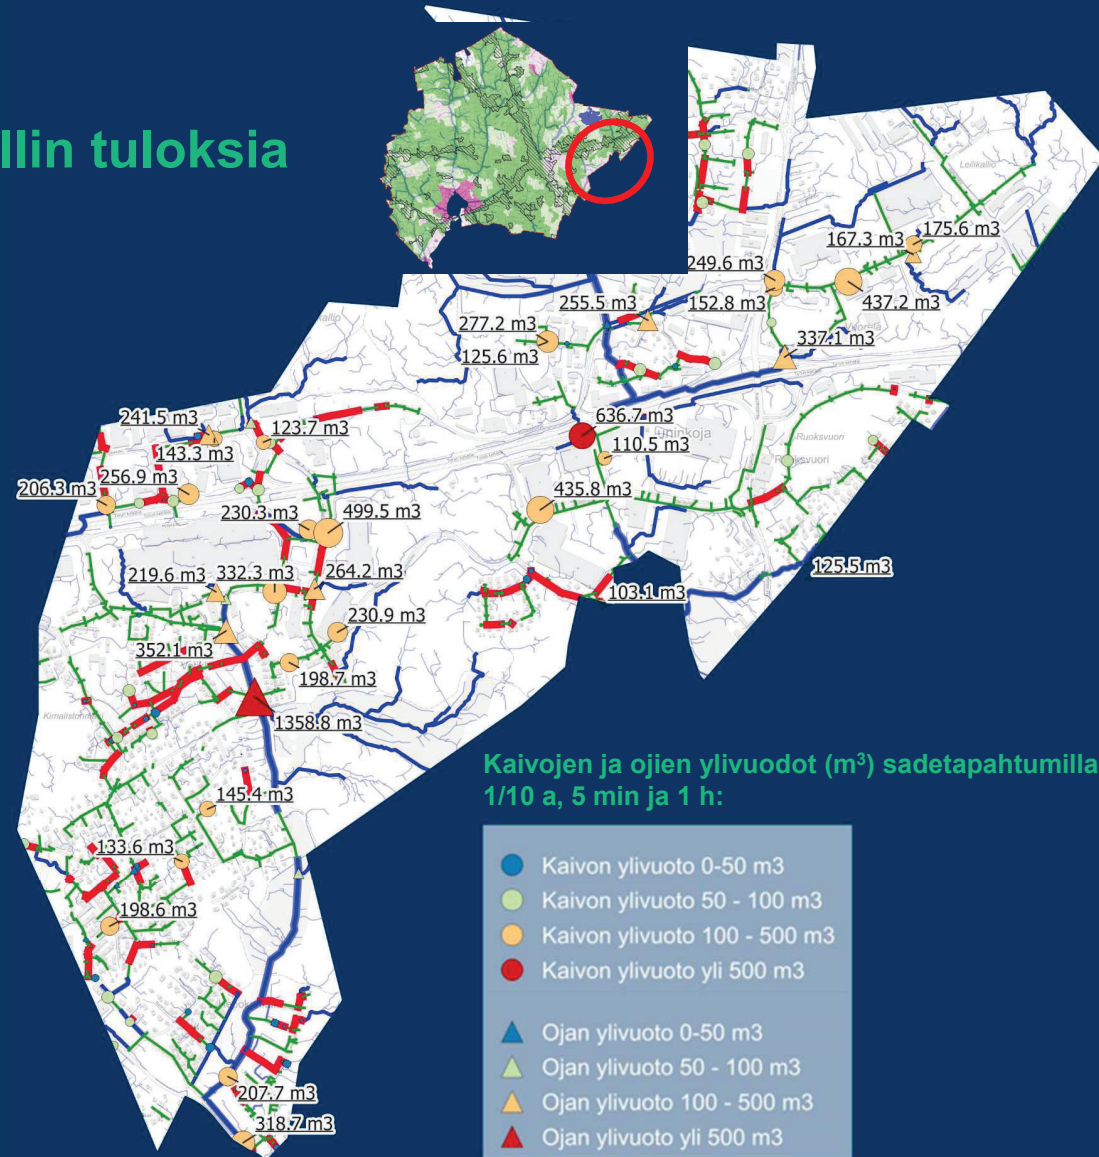 llin tuloksia
Leilikallio
167.3 m3
175.6 m3
249.6 m3
255.5 m3
152.8 m3
437.2 m3
277.2 m3
337.1 m3
125.6 m3
241.5 m3
123.7 m3
636.7 m3
143.3 m3
110.5 m3
Ruoksvuori
256.9 m3
206.3 m3
435.8 m3
230.3 m3
499.5 m3
219.6 m3
332.3 m3
264.2 m3
125.5 m3
103.1 m3
230.9 m3
352.1 m3
198.7 m3
1358.8 m3
Kaivojen ja ojien ylivuodot (m³) sadetapahtumilla
1/10 a, 5 min ja 1 h:
145.4 m3
133.6 m3
198.6 m3
207.7 m3
318.7 m3
Kaivon ylivuoto 0-50 m3
Kaivon ylivuoto 50 - 100 m3
Kaivon ylivuoto 100 - 500 m3
Kaivon ylivuoto yli 500 m3
Ojan ylivuoto 0-50 m3
Ojan ylivuoto 50 - 100 m3
Ojan ylivuoto 100 - 500 m3
Ojan ylivuoto yli 500 m3